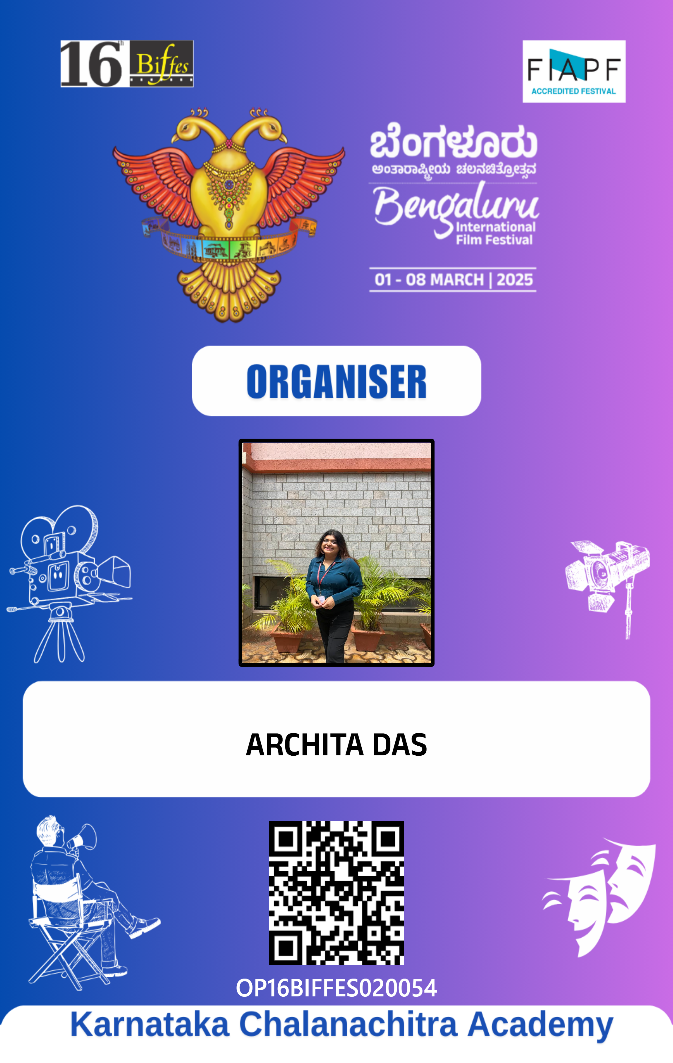 16th Biffes
FIAPF
ACCREDITED FESTIVAL
ಬೆಂಗಳೂರು
ಅಂತಾರಾಷ್ಟ್ರೀಯ ಚಲನಚಿತ್ರೋತ್ಸವ
Bengaluru
International
Film Festival
01 - 08 MARCH | 2025
ORGANISER
ARCHITA DAS
OP16BIFFES020054
Karnataka Chalanachitra Academy